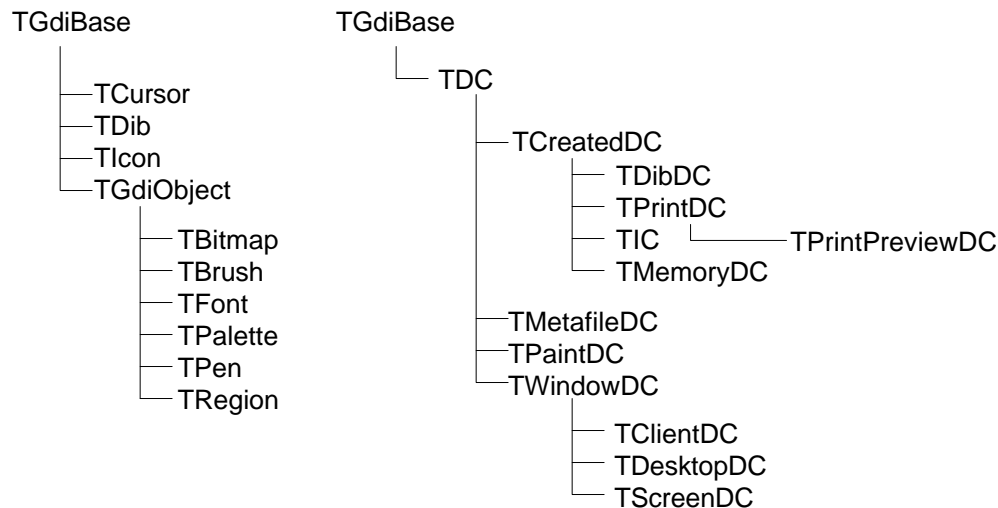 TGdiBase
TCursor
TDib
TIcon
TGdiObject
TBitmap
TBrush
TFont
TPalette
TPen
TRegion
TGdiBase
TDC
TCreatedDC
TDibDC
TPrintDC
TPrintPreviewDC
TIC
TMemoryDC
TMetafileDC
TPaintDC
TWindowDC
TClientDC
TDesktopDC
TScreenDC